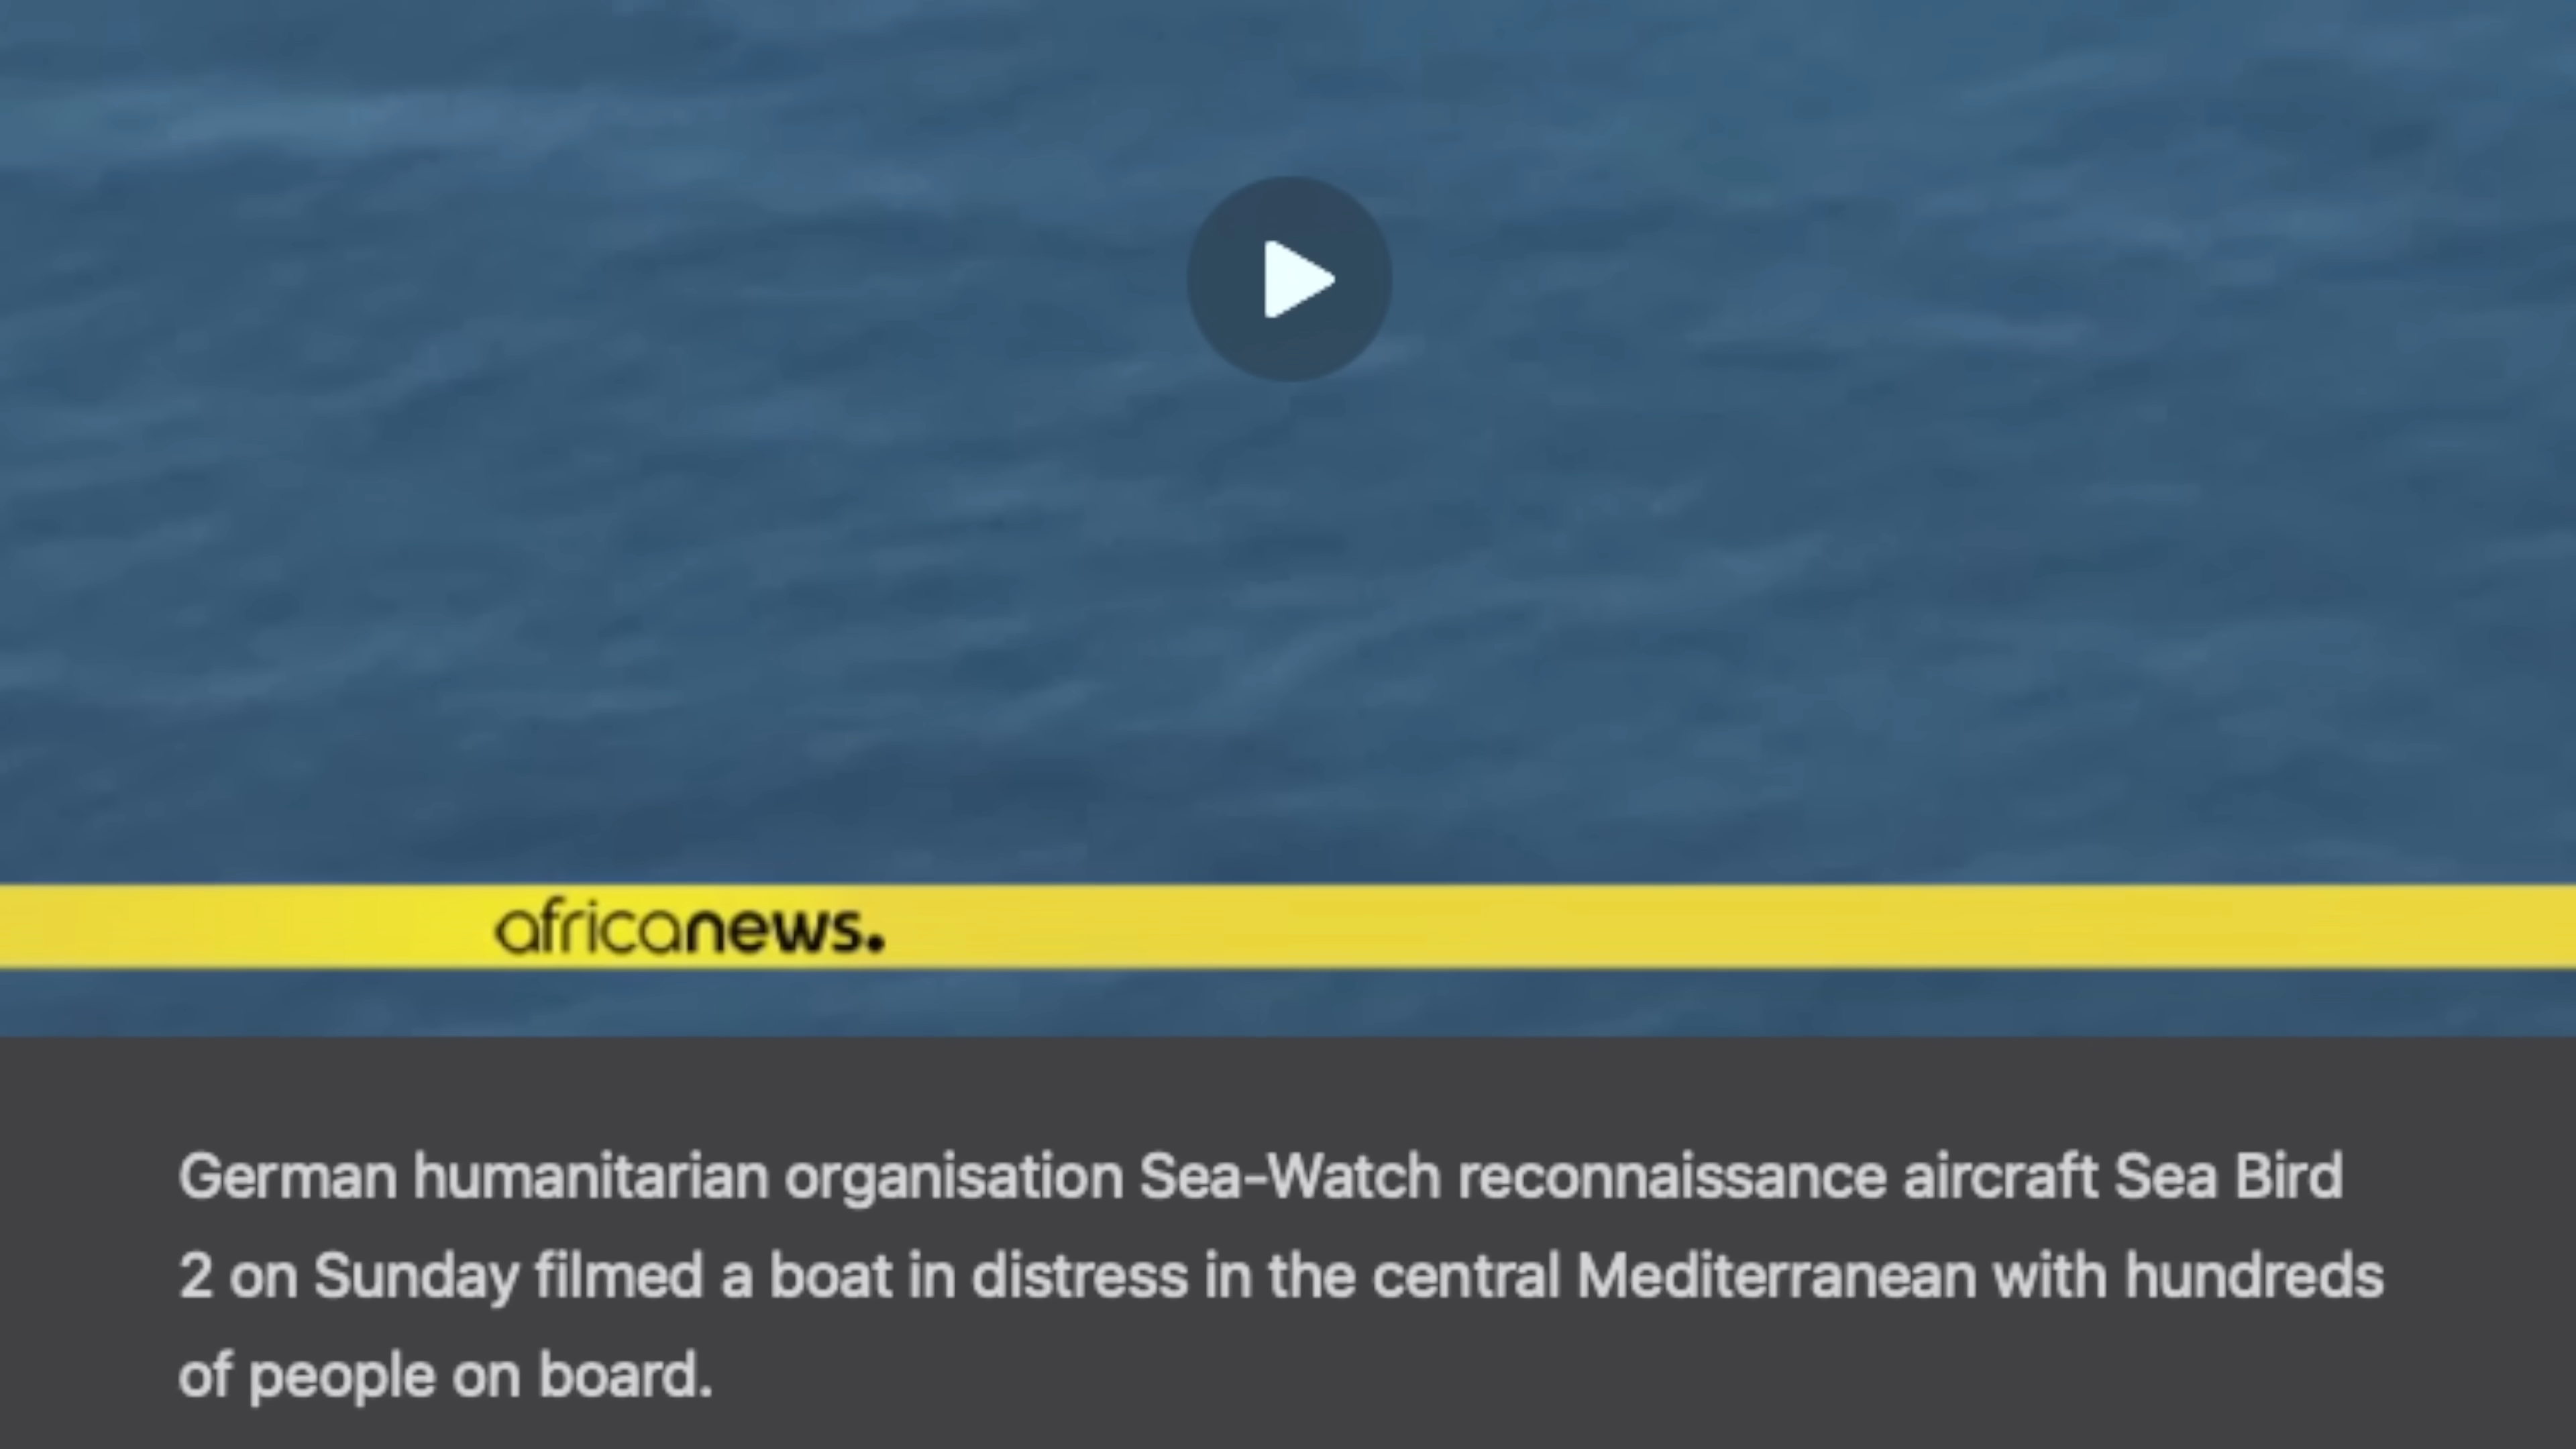 africanews.
German humanitarian organisation Sea-Watch reconnaissance aircraft Sea Bird
2 on Sunday filmed a boat in distress in the central Mediterranean with hundreds
of people on board.